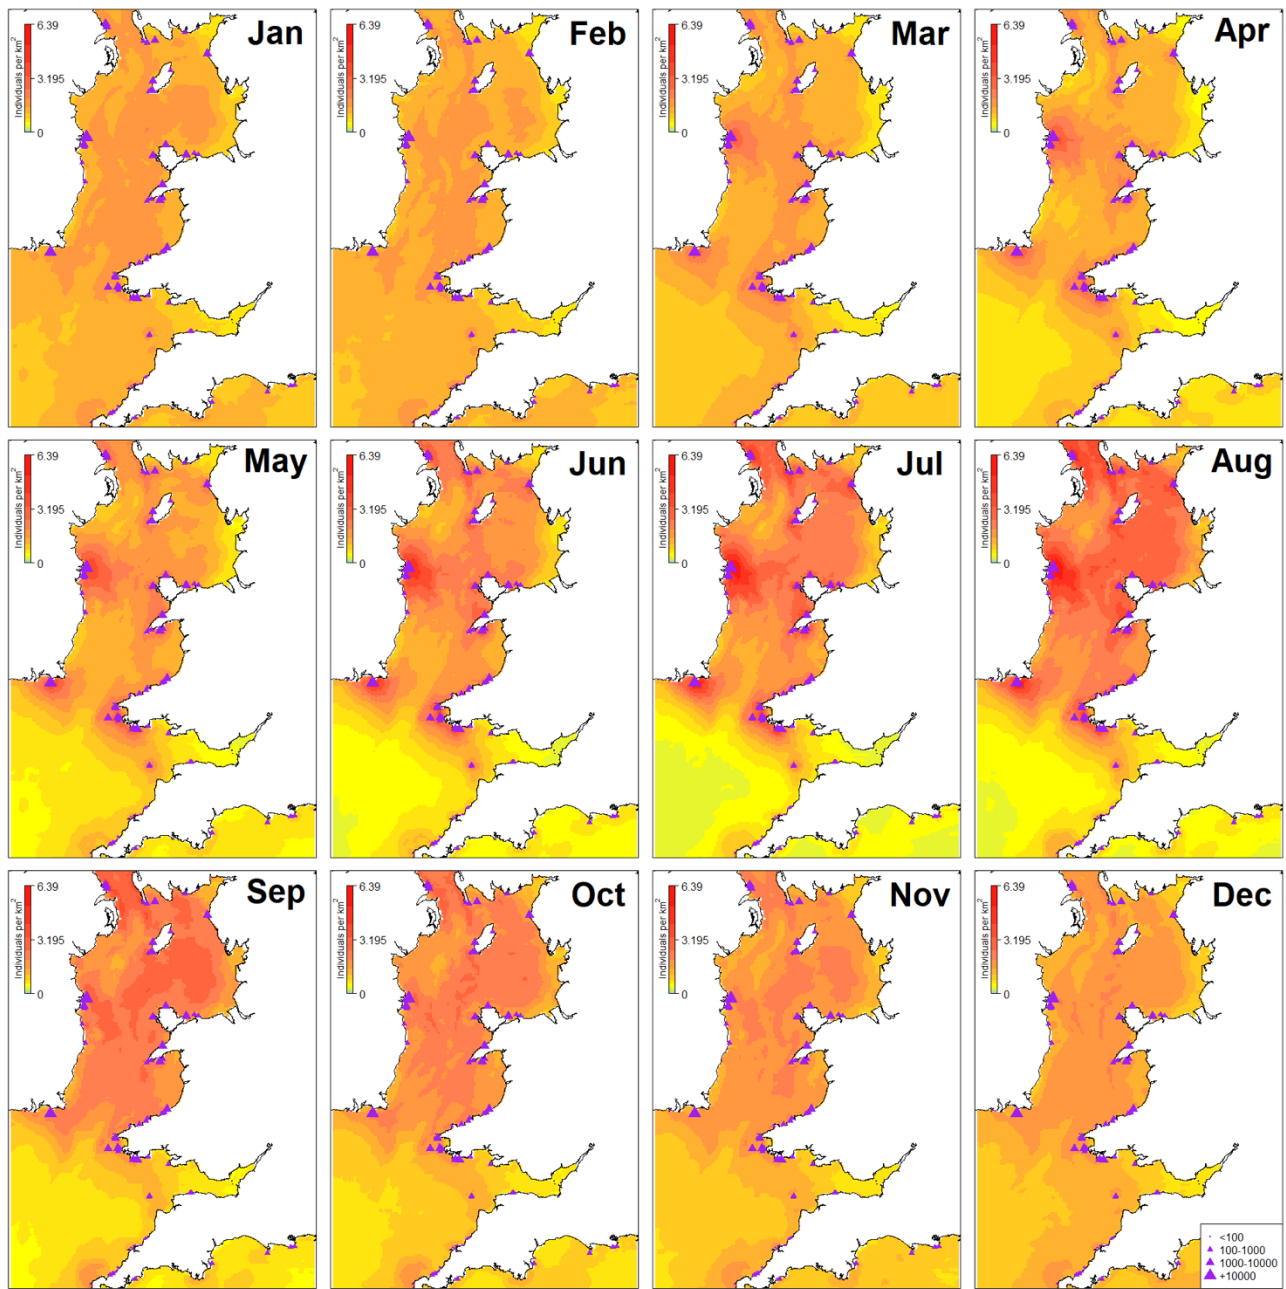 Jan
6.39
3.195
0
Individuals per km²
Feb
6.39
3.195
0
Individuals per km²
Mar
6.39
3.195
0
Individuals per km²
Apr
6.39
3.195
0
Individuals per km²
May
6.39
3.195
0
Individuals per km²
Jun
6.39
3.195
0
Individuals per km²
Jul
6.39
3.195
0
Individuals per km²
Aug
6.39
3.195
0
Individuals per km²
Sep
6.39
3.195
0
Individuals per km²
Oct
6.39
3.195
0
Individuals per km²
Nov
6.39
3.195
0
Individuals per km²
Dec
6.39
3.195
0
Individuals per km²
<100
100-1000
1000-10000
+10000